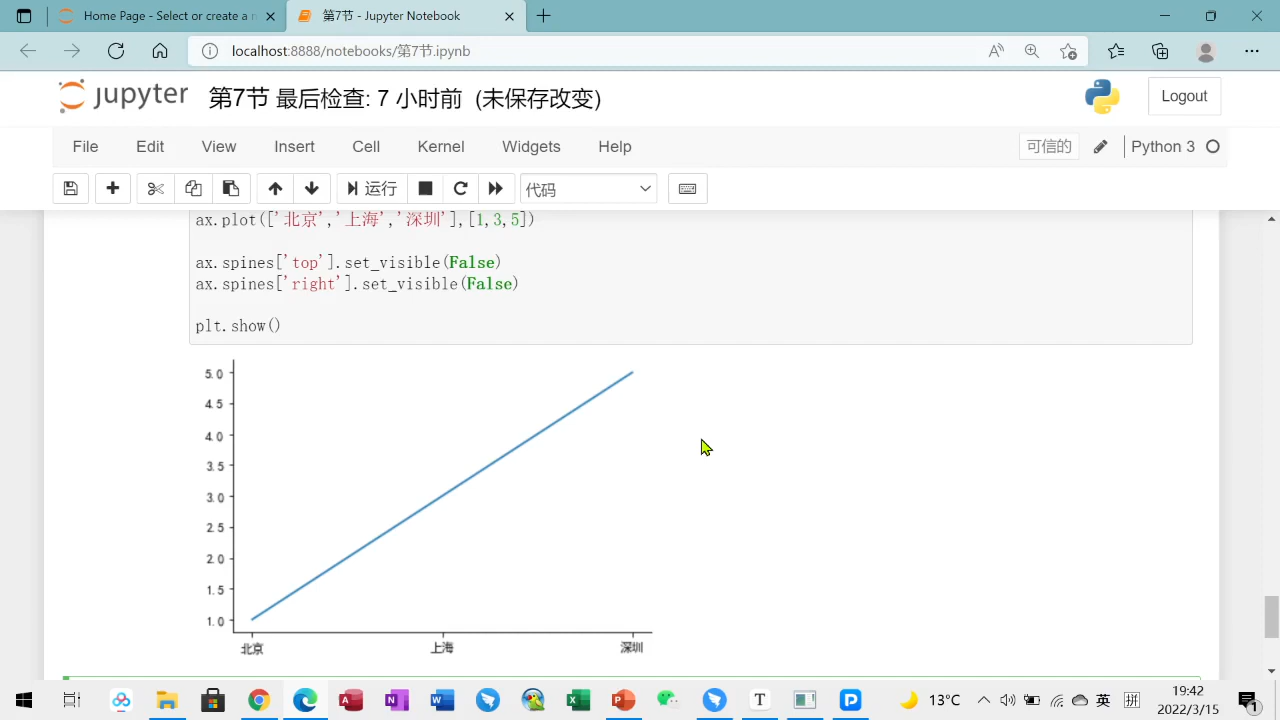 Home Page - Select or create a n
第7节 - Jupyter Notebook
localhost:8888/notebooks/第7节.ipynb
jupyter 第7节 最后检查: 7 小时前 (未保存改变)
Logout
File Edit View Insert Cell Kernel Widgets Help
可信的
Python 3
运行
代码
ax.plot(['北京','上海','深圳'],[1,3,5])
ax.spines['top'].set_visible(False)
ax.spines['right'].set_visible(False)
plt.show()
5.0
4.5
4.0
3.5
3.0
2.5
2.0
1.5
1.0
北京 上海 深圳
13°C
英
拼
19:42
2022/3/15
1